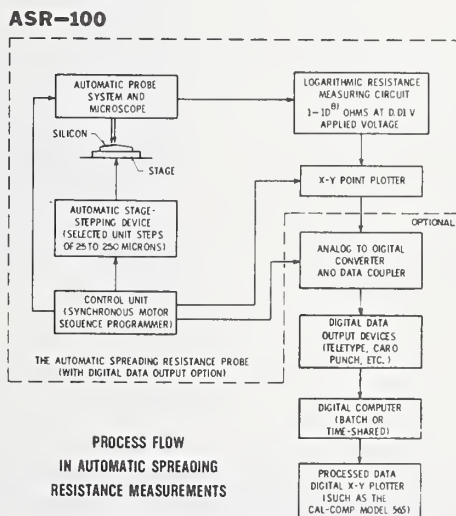 ASR-100
AUTOMATIC PROBE
SYSTEM AND
MICROSCOPE
SILICON
STAGE
AUTOMATIC STAGE-
STEPPING DEVICE
(SELECTED UNIT STEPS
OF 25 TO 250 MICRONS)
CONTROL UNIT
(SYNCHRONOUS MOTOR
SEQUENCE PROGRAMMER)
THE AUTOMATIC SPREADING RESISTANCE PROBE
(WITH DIGITAL DATA OUTPUT OPTION)
LOGARITHMIC RESISTANCE
MEASURING CIRCUIT
1-10⁸⁾ OHMS AT 0.01 V
APPLIED VOLTAGE
X-Y POINT PLOTTER
OPTIONAL
ANALOG TO DIGITAL
CONVERTER
AND DATA COUPLER
DIGITAL DATA
OUTPUT DEVICES
(TELETYPE, CARD
PUNCH, ETC.)
DIGITAL COMPUTER
(BATCH OR
TIME-SHARED)
PROCESSED DATA
DIGITAL X-Y PLOTTER
(SUCH AS THE
CAL-COMP MODEL 565)
PROCESS FLOW
IN AUTOMATIC SPREADING
RESISTANCE MEASUREMENTS